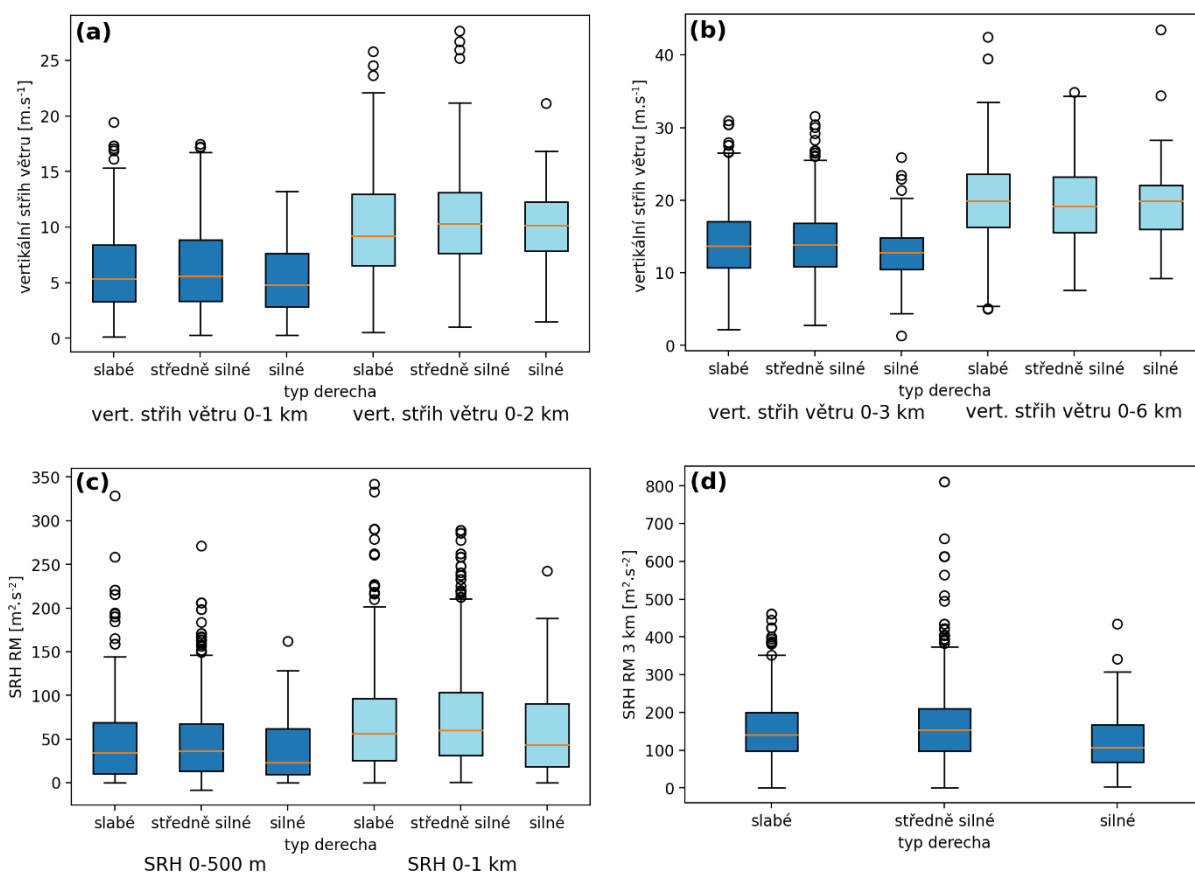 (a)
vertikální střih větru [m.s⁻¹]
25
20
15
10
5
0
slabé středně silné silné slabé středně silné silné
typ derecha
vert. střih větru 0-1 km vert. střih větru 0-2 km
(b)
vertikální střih větru [m.s⁻¹]
40
30
20
10
0
slabé středně silné silné slabé středně silné silné
typ derecha
vert. střih větru 0-3 km vert. střih větru 0-6 km
(c)
SRH RM [m².s⁻²]
350
300
250
200
150
100
50
0
slabé středně silné silné slabé středně silné silné
typ derecha
SRH 0-500 m SRH 0-1 km
(d)
SRH RM 3 km [m².s⁻²]
800
700
600
500
400
300
200
100
0
slabé středně silné silné
typ derecha